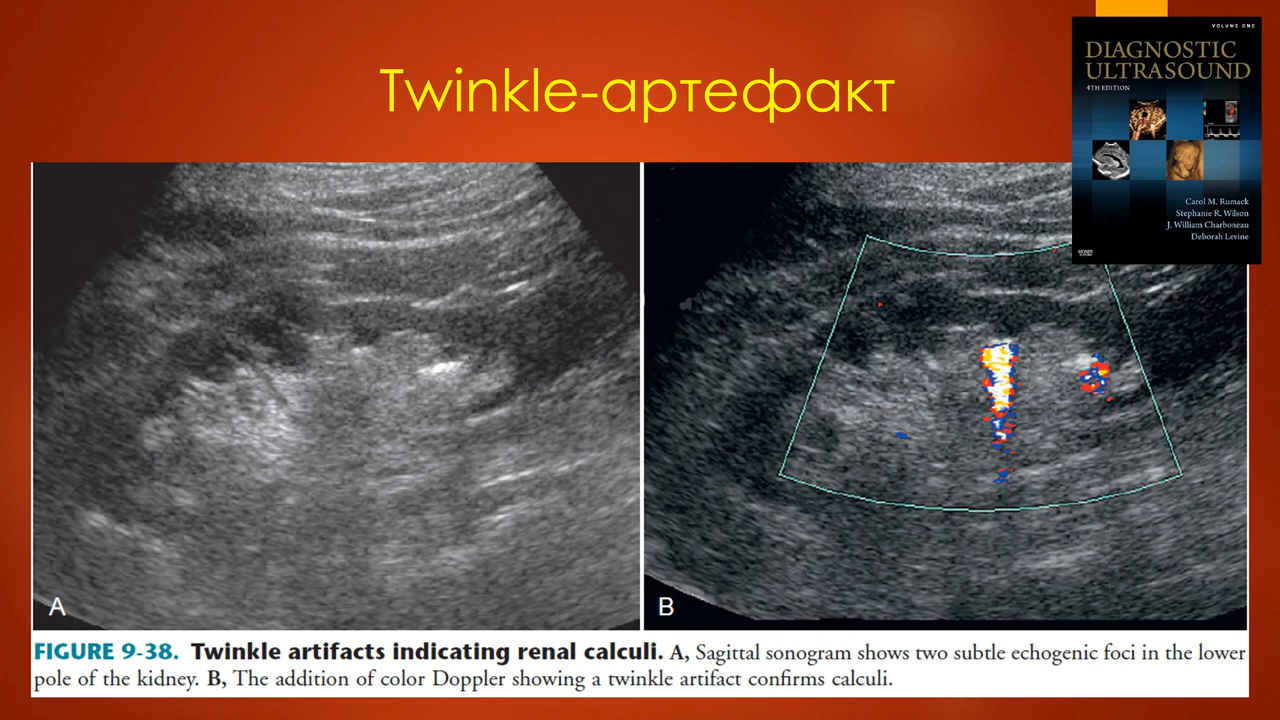 Twinkle-артефакт
VOLUME ONE
DIAGNOSTIC
ULTRASOUND
4TH EDITION
Carol M. Rumack
Stephanie R. Wilson
J. William Charboneau
Deborah Levine
A
B
FIGURE 9-38. Twinkle artifacts indicating renal calculi. A, Sagittal sonogram shows two subtle echogenic foci in the lower
pole of the kidney. B, The addition of color Doppler showing a twinkle artifact confirms calculi.